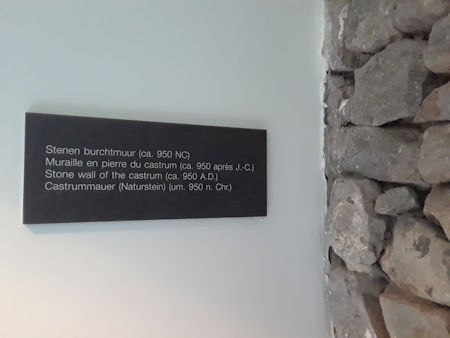 Stenen burchtmuur (ca. 950 NC)
Muraille en pierre du castrum (ca. 950 après J.-C.)
Stone wall of the castrum (ca. 950 A.D.)
Castrummauer (Naturstein) (um. 950 n. Chr.)